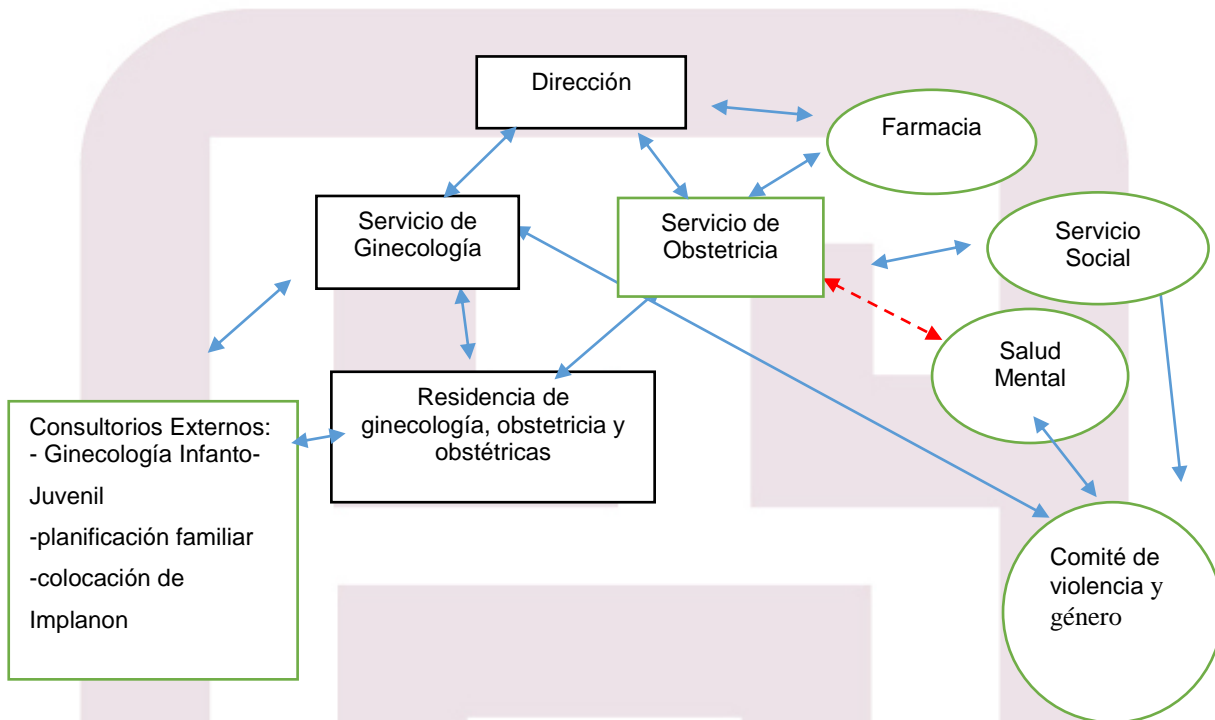 Dirección
Farmacia
Servicio de
Ginecología
Servicio de
Obstetricia
Servicio
Social
Salud
Mental
Residencia de
ginecología, obstetricia y
obstétricas
Consultorios Externos:
- Ginecología Infanto-
Juvenil
-planificación familiar
-colocación de
Implanon
Comité de
violencia y
género